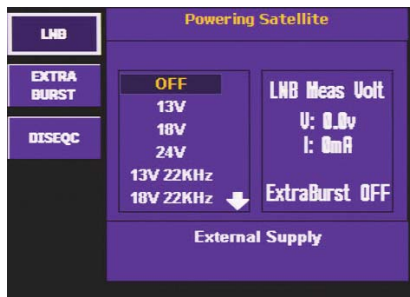 Powering Satellite
LNB
EXTRA
BURST
DISEQC
OFF
13V
18V
24V
13V 22KHz
18V 22KHz
LNB Meas Volt
V: 0.0v
I: 0mA
ExtraBurst OFF
External Supply